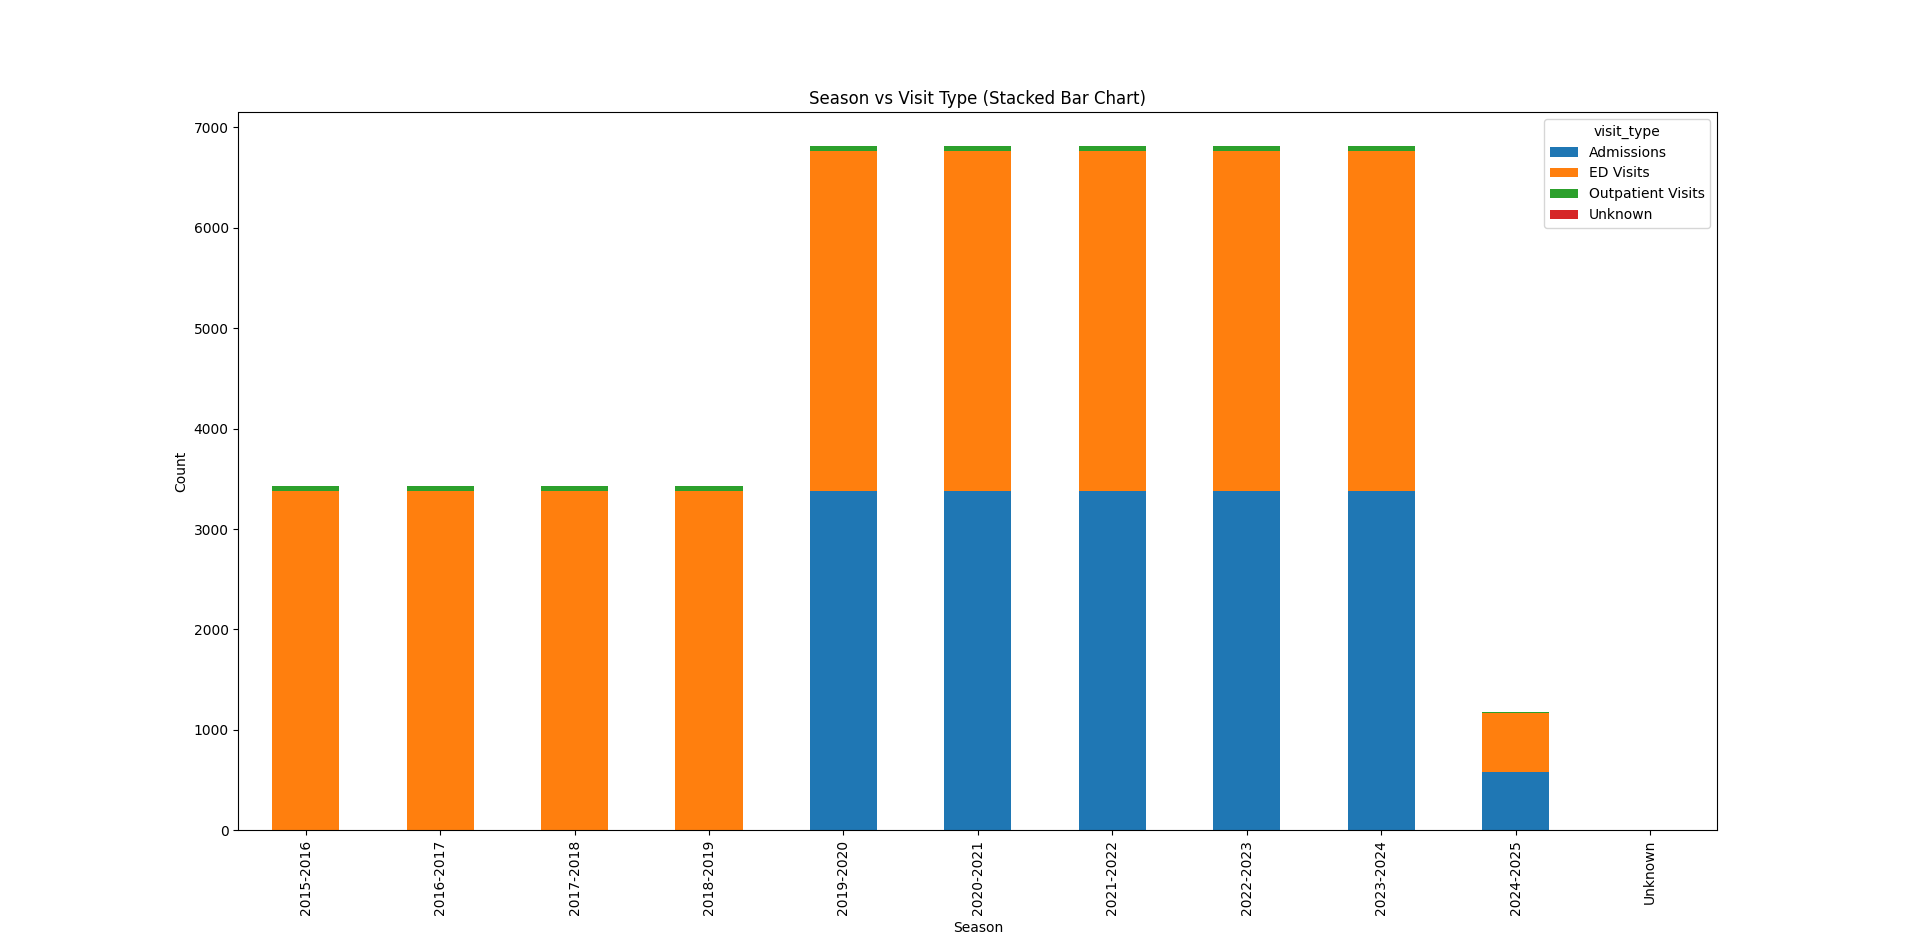 Season vs Visit Type (Stacked Bar Chart)
7000
6000
5000
4000
3000
2000
1000
0
Count
visit_type
Admissions
ED Visits
Outpatient Visits
Unknown
2015-2016
2016-2017
2017-2018
2018-2019
2019-2020
2020-2021
2021-2022
2022-2023
2023-2024
2024-2025
Unknown
Season